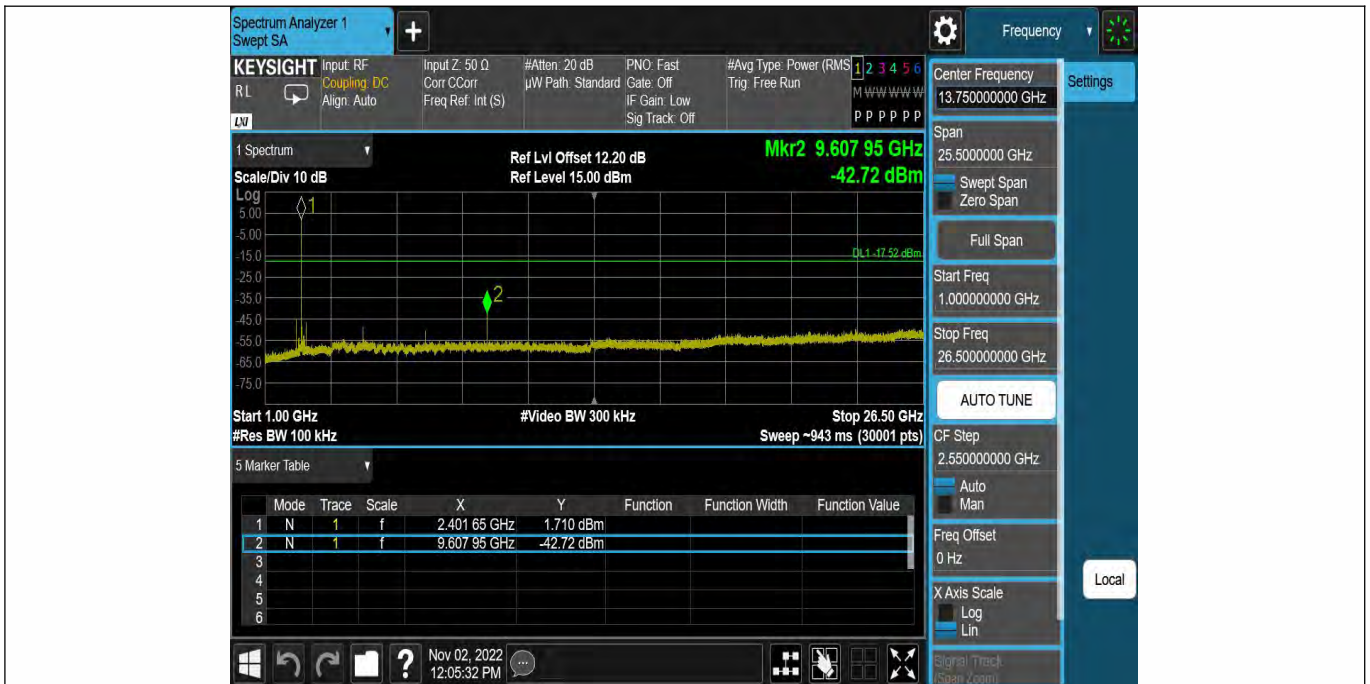 Spectrum Analyzer 1
Swept SA
+
Frequency
KEYSIGHT
RL
LXI
Input: RF
Coupling: DC
Align: Auto
Input Z: 50 Ω
Corr CCorr
Freq Ref: Int (S)
#Atten: 20 dB
µW Path: Standard
PNO: Fast
Gate: Off
IF Gain: Low
Sig Track: Off
#Avg Type: Power (RMS
Trig: Free Run
1 2 3 4 5 6
M W W W W W
P P P P P P
1 Spectrum
Scale/Div 10 dB
Ref Lvl Offset 12.20 dB
Ref Level 15.00 dBm
Mkr2 9.607 95 GHz
-42.72 dBm
Log
1
5.00
-5.00
-15.0
DL1 -17.52 dBm
-25.0
2
-35.0
-45.0
-55.0
-65.0
-75.0
Start 1.00 GHz
#Video BW 300 kHz
Stop 26.50 GHz
#Res BW 100 kHz
Sweep ~943 ms (30001 pts)
5 Marker Table
Mode Trace Scale X Y Function Function Width Function Value
1 N 1 f 2.401 65 GHz 1.710 dBm
2 N 1 f 9.607 95 GHz -42.72 dBm
3
4
5
6
?
Nov 02, 2022
12:05:32 PM
Center Frequency
13.750000000 GHz
Settings
Span
25.5000000 GHz
Swept Span
Zero Span
Full Span
Start Freq
1.000000000 GHz
Stop Freq
26.500000000 GHz
AUTO TUNE
CF Step
2.550000000 GHz
Auto
Man
Freq Offset
0 Hz
Local
X Axis Scale
Log
Lin
Signal Track
(Span Zoom)